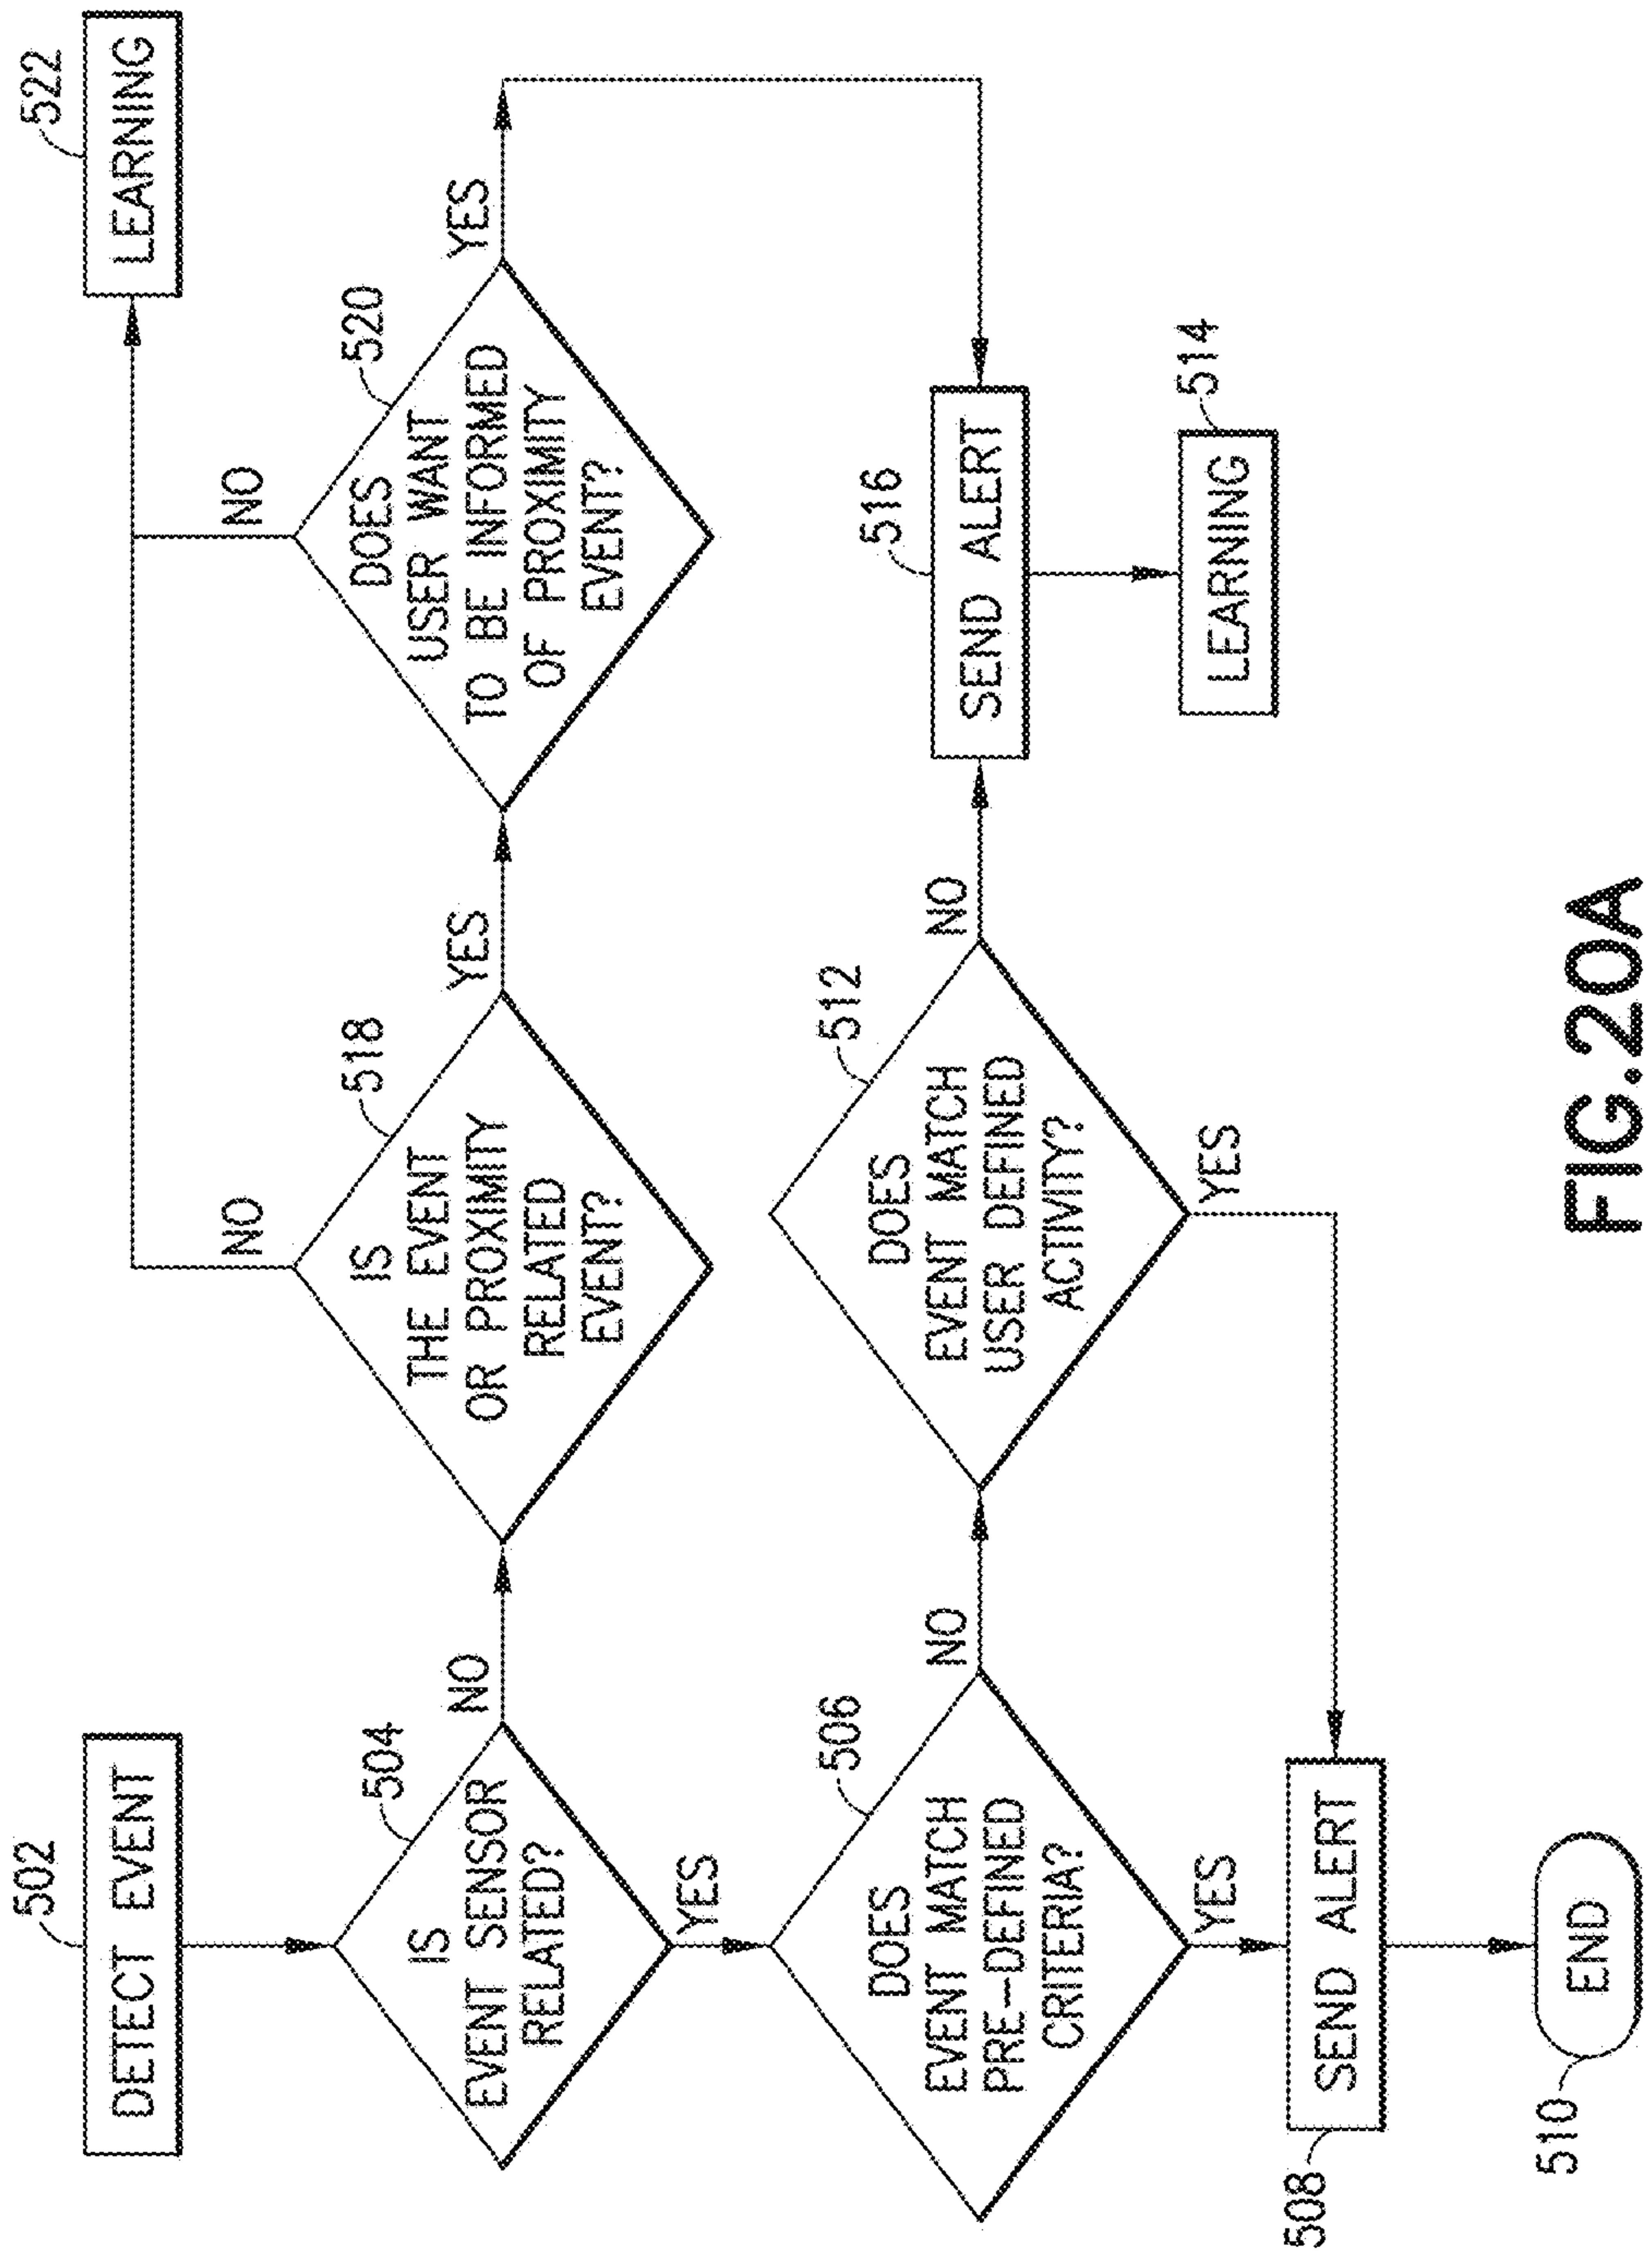 502
DETECT EVENT
504
IS
EVENT SENSOR
RELATED?
NO
YES
518
IS
THE EVENT
OR PROXIMITY
RELATED
EVENT?
NO
YES
520
DOES
USER WANT
TO BE INFORMED
OF PROXIMITY
EVENT?
NO
YES
522
LEARNING
506
DOES
EVENT MATCH
PRE-DEFINED
CRITERIA?
NO
YES
512
DOES
EVENT MATCH
USER DEFINED
ACTIVITY?
NO
YES
516
SEND ALERT
514
LEARNING
508
SEND ALERT
510
END
FIG.20A